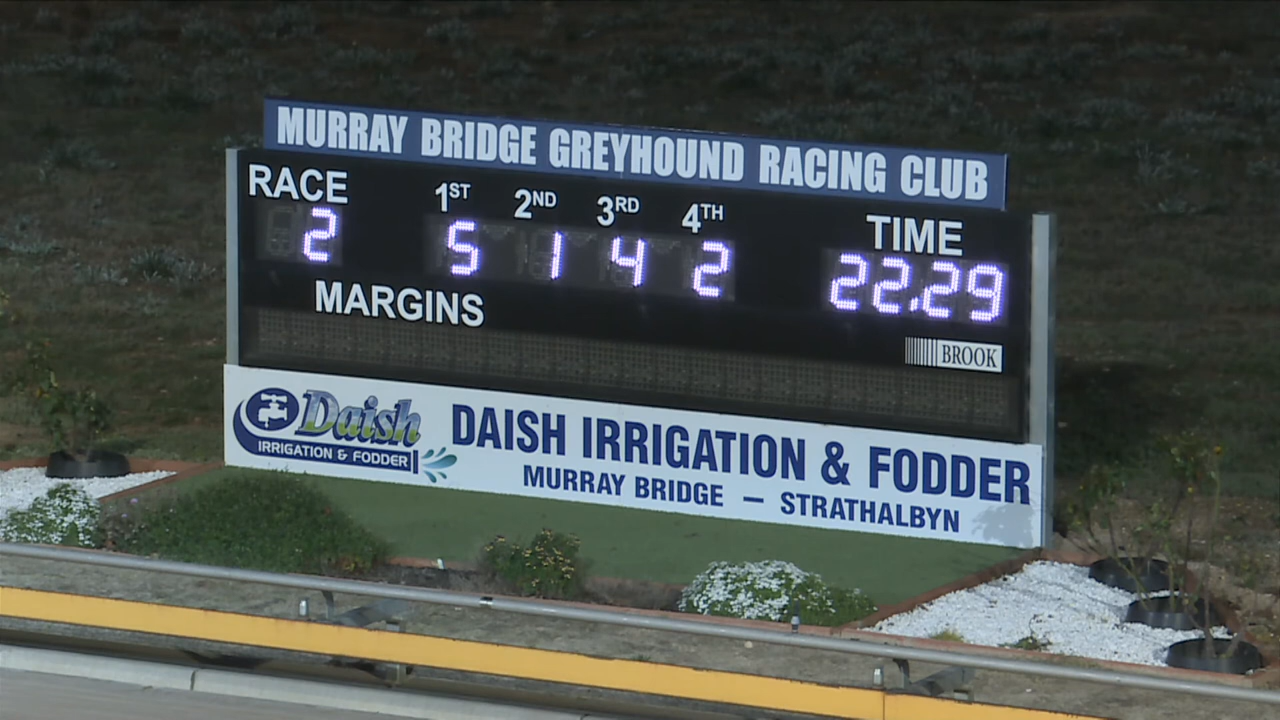 MURRAY BRIDGE GREYHOUND RACING CLUB
RACE 1ST 2ND 3RD 4TH TIME
2 5 1 4 2 22.29
MARGINS
BROOK
Daish
IRRIGATION & FODDER
DAISH IRRIGATION & FODDER
MURRAY BRIDGE – STRATHALBYN